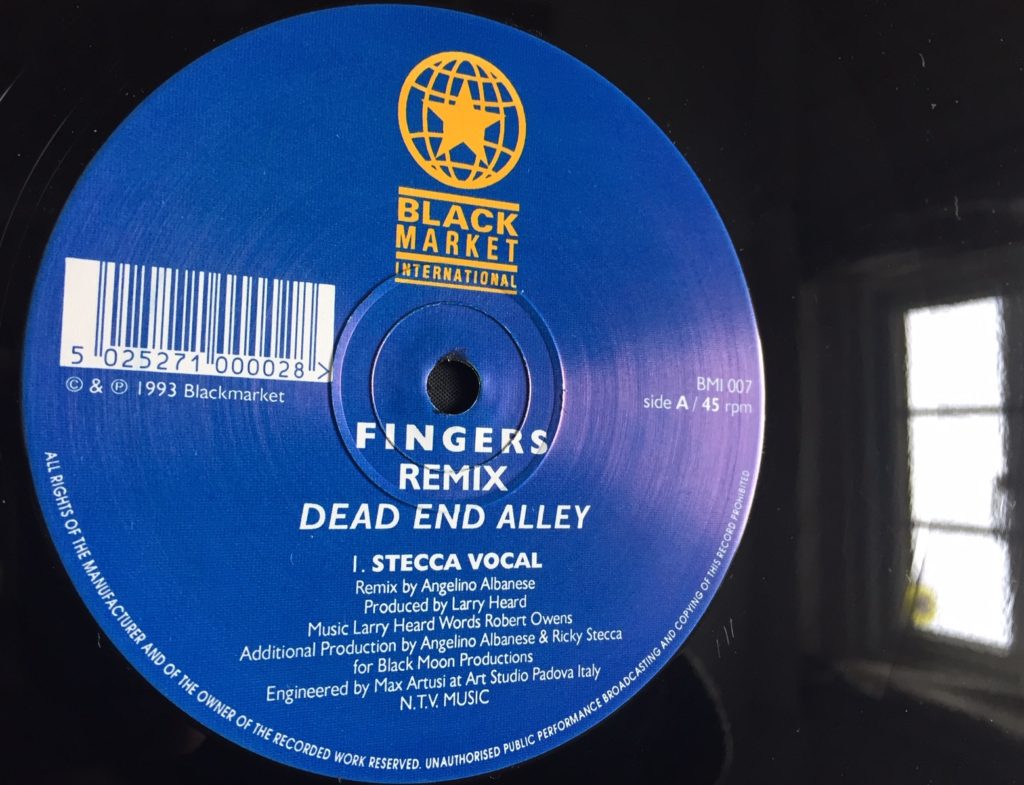 BLACK
MARKET
INTERNATIONAL
5 025271 000028 >
© & ℗ 1993 Blackmarket
BMI 007
side A / 45 rpm
FINGERS
REMIX
DEAD END ALLEY
1. STECCA VOCAL
Remix by Angelino Albanese
Produced by Larry Heard
Music Larry Heard Words Robert Owens
Additional Production by Angelino Albanese & Ricky Stecca
for Black Moon Productions
Engineered by Max Artusi at Art Studio Padova Italy
N.T.V. MUSIC
ALL RIGHTS OF THE MANUFACTURER AND OF THE OWNER OF THE RECORDED WORK RESERVED. UNAUTHORISED PUBLIC PERFORMANCE BROADCASTING AND COPYING OF THIS RECORD PROHIBITED